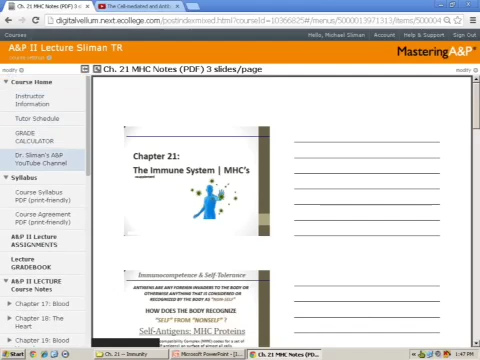 Ch. 21 MHC Notes (PDF) 3 s
The Cell-mediated and Antib
digitalvellum.next.ecollege.com/postindexmixed.html?courseId=10366825#/menus/5000013971313/items/500004
Courses
Hello, Michael Sliman
Account
Help & Support
Sign Out
A&P II Lecture Sliman TR
MasteringA&P
modify
Ch. 21 MHC Notes (PDF) 3 slides/page
modify
Course Home
Instructor
Information
Tutor Schedule
GRADE
CALCULATOR
Dr. Sliman's A&P
YouTube Channel
Syllabus
Course Syllabus
PDF (print-friendly)
Course Agreement
PDF (print-friendly)
A&P II Lecture
ASSIGNMENTS
Lecture
GRADEBOOK
A&P II LECTURE
Course Notes
Chapter 17: Blood
Chapter 18: The
Heart
Chapter 19: Blood
Chapter 21:
The Immune System | MHC's
Immunocompetence & Self-Tolerance
ANTIGENS ARE ANY FOREIGN INVADERS TO THE BODY OR
OTHERWISE ANYTHING THAT IS CONSIDERED OR
RECOGNIZED BY THE BODY AS "NON-SELF"
HOW DOES THE BODY RECOGNIZE
"SELF" FROM "NONSELF" ?
Self-Antigens: MHC Proteins
Start
21 -- Immunity
Microsoft PowerPoint - [
Ch. 21 MHC Notes (PD
1:47 PM